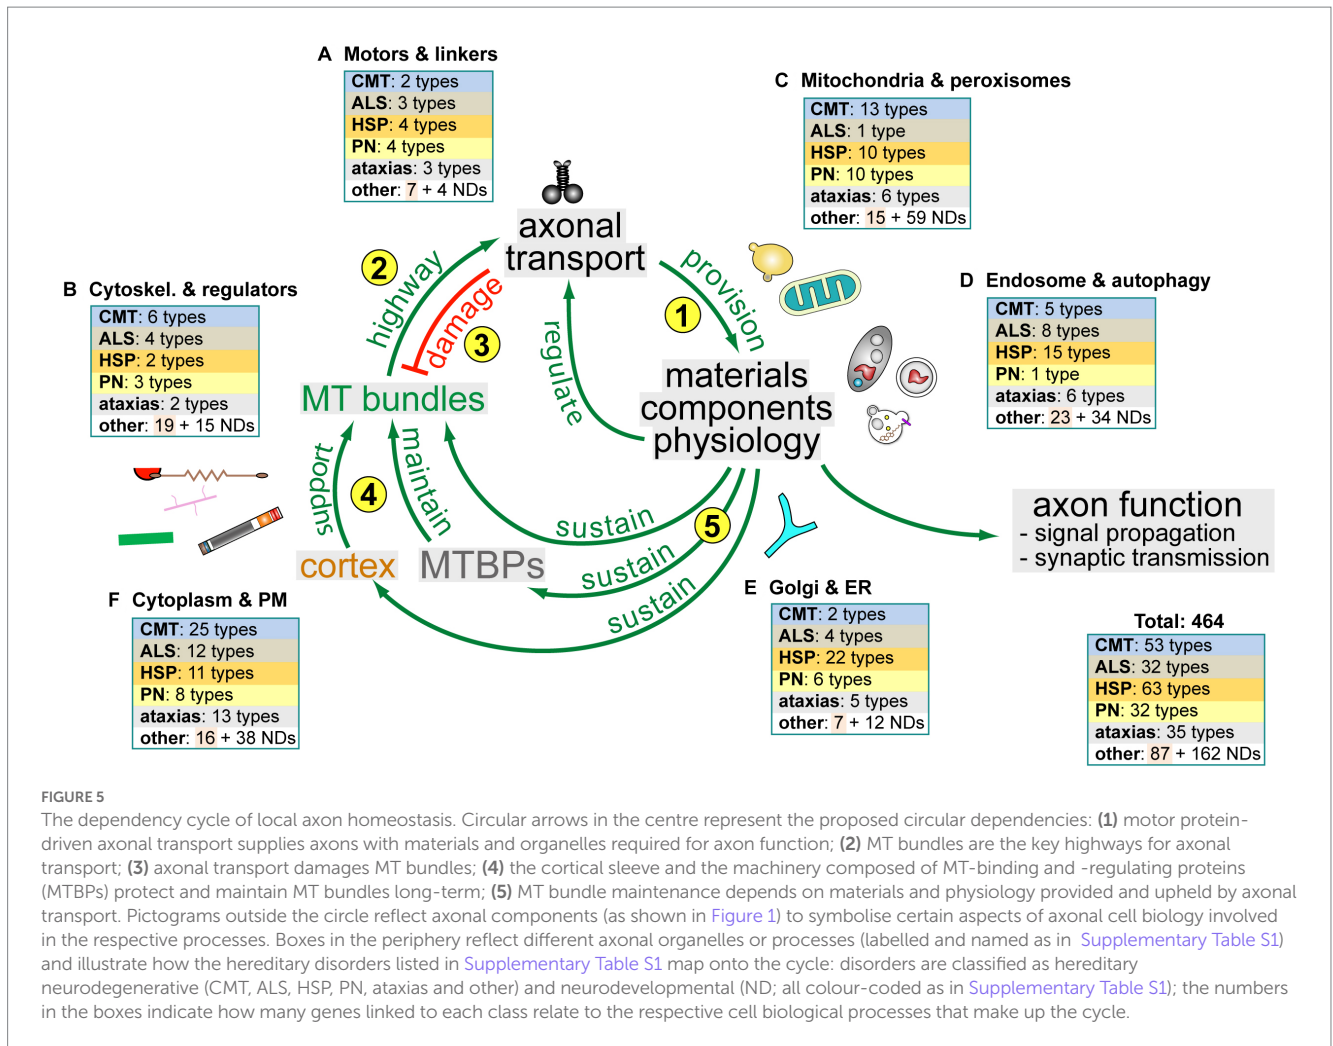 A Motors & linkers
CMT: 2 types
ALS: 3 types
HSP: 4 types
PN: 4 types
ataxias: 3 types
other: 7 + 4 NDs
C Mitochondria & peroxisomes
CMT: 13 types
ALS: 1 type
HSP: 10 types
PN: 10 types
ataxias: 6 types
other: 15 + 59 NDs
B Cytoskel. & regulators
CMT: 6 types
ALS: 4 types
HSP: 2 types
PN: 3 types
ataxias: 2 types
other: 19 + 15 NDs
D Endosome & autophagy
CMT: 5 types
ALS: 8 types
HSP: 15 types
PN: 1 type
ataxias: 6 types
other: 23 + 34 NDs
axonal
transport
2
highway
damage
3
provision
1
regulate
MT bundles
materials
components
physiology
support
4
maintain
cortex
MTBPs
sustain
5
sustain
sustain
axon function
- signal propagation
- synaptic transmission
F Cytoplasm & PM
CMT: 25 types
ALS: 12 types
HSP: 11 types
PN: 8 types
ataxias: 13 types
other: 16 + 38 NDs
E Golgi & ER
CMT: 2 types
ALS: 4 types
HSP: 22 types
PN: 6 types
ataxias: 5 types
other: 7 + 12 NDs
Total: 464
CMT: 53 types
ALS: 32 types
HSP: 63 types
PN: 32 types
ataxias: 35 types
other: 87 + 162 NDs
FIGURE 5
The dependency cycle of local axon homeostasis. Circular arrows in the centre represent the proposed circular dependencies: (1) motor protein-
driven axonal transport supplies axons with materials and organelles required for axon function; (2) MT bundles are the key highways for axonal
transport; (3) axonal transport damages MT bundles; (4) the cortical sleeve and the machinery composed of MT-binding and -regulating proteins
(MTBPs) protect and maintain MT bundles long-term; (5) MT bundle maintenance depends on materials and physiology provided and upheld by axonal
transport. Pictograms outside the circle reflect axonal components (as shown in Figure 1) to symbolise certain aspects of axonal cell biology involved
in the respective processes. Boxes in the periphery reflect different axonal organelles or processes (labelled and named as in Supplementary Table S1)
and illustrate how the hereditary disorders listed in Supplementary Table S1 map onto the cycle: disorders are classified as hereditary
neurodegenerative (CMT, ALS, HSP, PN, ataxias and other) and neurodevelopmental (ND; all colour-coded as in Supplementary Table S1); the numbers
in the boxes indicate how many genes linked to each class relate to the respective cell biological processes that make up the cycle.